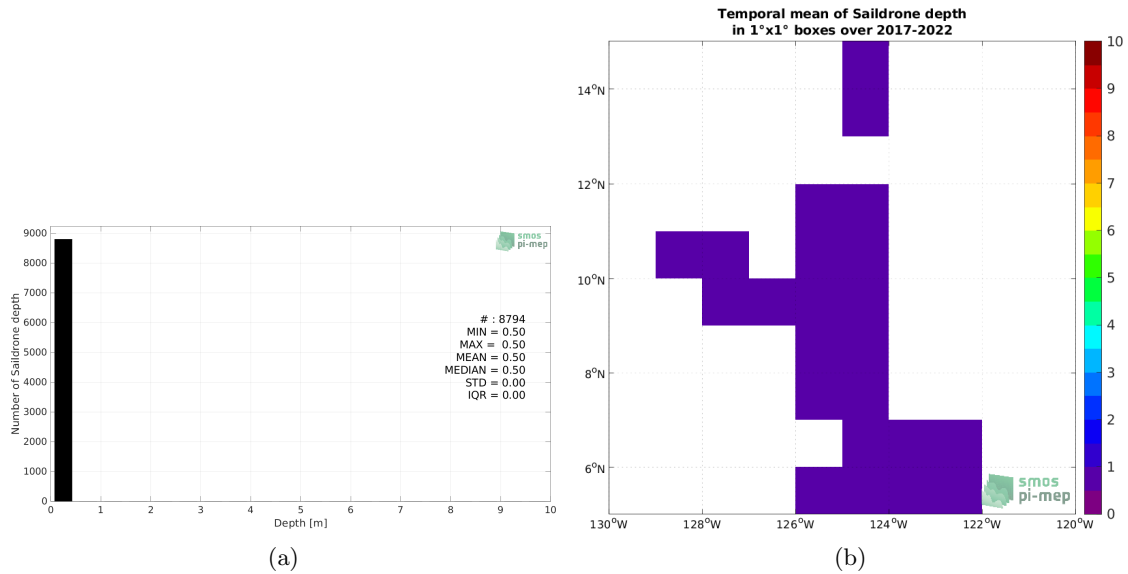 9000
8000
7000
6000
5000
4000
3000
2000
1000
0
Number of Saildrone depth
smos
pi-mep
# : 8794
MIN = 0.50
MAX = 0.50
MEAN = 0.50
MEDIAN = 0.50
STD = 0.00
IQR = 0.00
0 1 2 3 4 5 6 7 8 9 10
Depth [m]
(a)
Temporal mean of Saildrone depth
in 1°x1° boxes over 2017-2022
14°N
12°N
10°N
8°N
6°N
130°W 128°W 126°W 124°W 122°W 120°W
smos
pi-mep
10
9
8
7
6
5
4
3
2
1
0
(b)